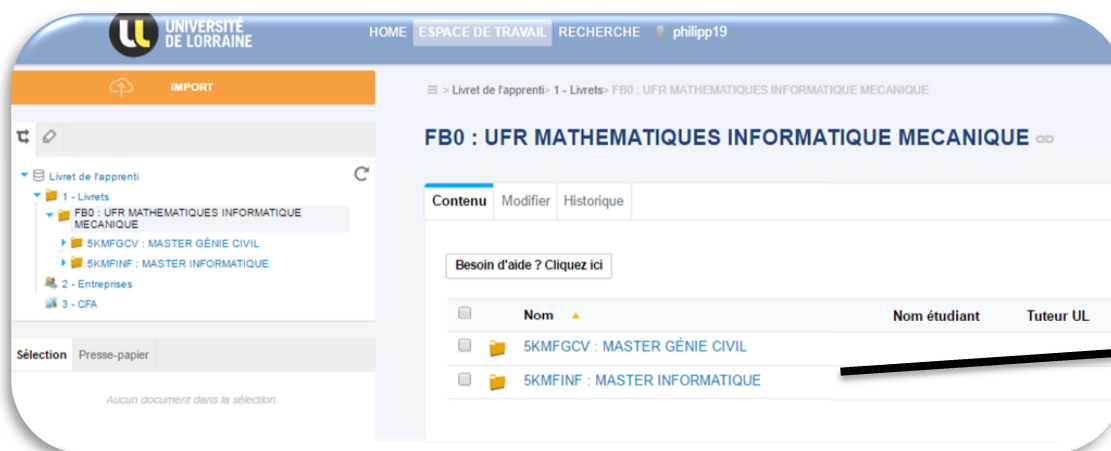 UNIVERSITÉ
DE LORRAINE
HOME ESPACE DE TRAVAIL RECHERCHE philipp19
IMPORT
> Livret de l'apprenti> 1 - Livrets> FB0 : UFR MATHEMATIQUES INFORMATIQUE MECANIQUE
FB0 : UFR MATHEMATIQUES INFORMATIQUE MECANIQUE
Livret de l'apprenti
1 - Livrets
FB0 : UFR MATHEMATIQUES INFORMATIQUE
MECANIQUE
5KMFGCV : MASTER GÉNIE CIVIL
5KMFINF : MASTER INFORMATIQUE
2 - Entreprises
3 - CFA
Sélection Presse-papier
Aucun document dans la sélection.
Contenu Modifier Historique
Besoin d'aide ? Cliquez ici
Nom Nom étudiant Tuteur UL
5KMFGCV : MASTER GÉNIE CIVIL
5KMFINF : MASTER INFORMATIQUE